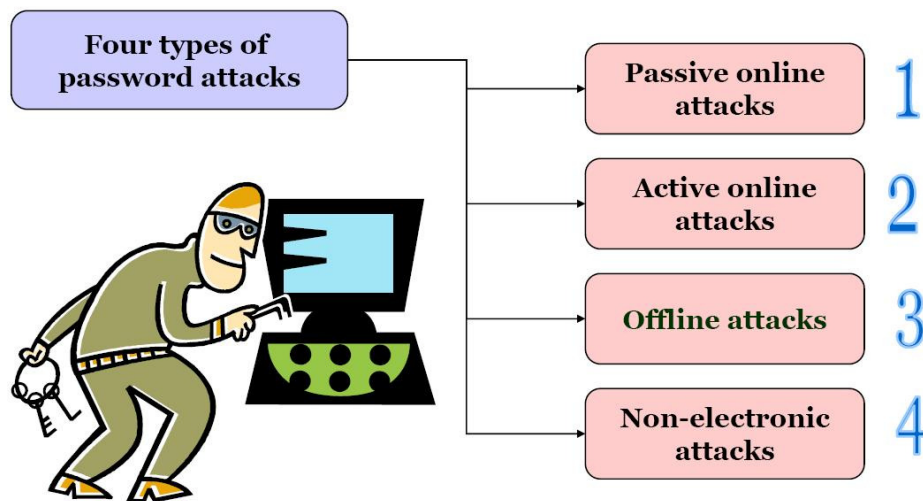 Four types of
password attacks
Passive online
attacks
1
Active online
attacks
2
Offline attacks
3
Non-electronic
attacks
4